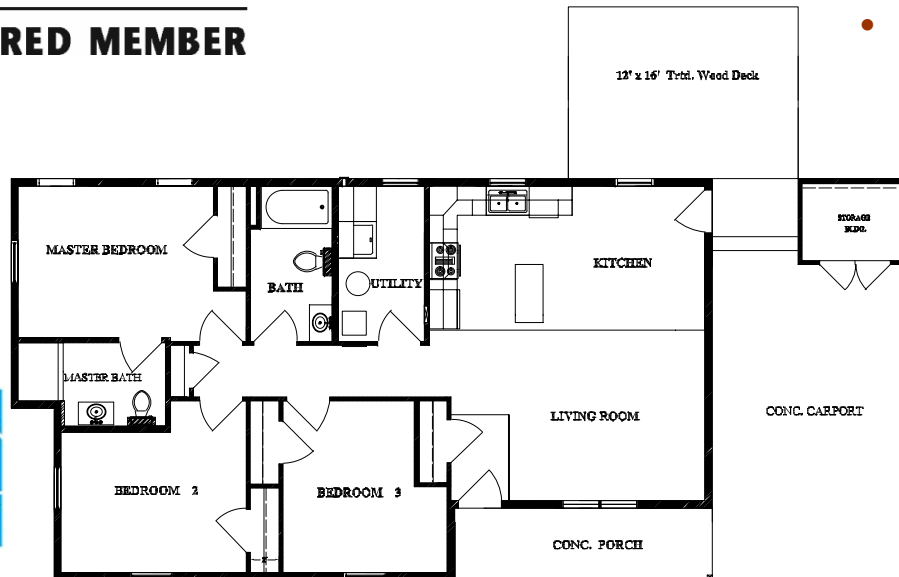 RED MEMBER
12' x 16' Trtd. Wood Deck
STORAGE
BLDG.
MASTER BEDROOM
KITCHEN
BATH
UTILITY
MASTER BATH
LIVING ROOM
CONC. CARPORT
BEDROOM 2
BEDROOM 3
CONC. PORCH